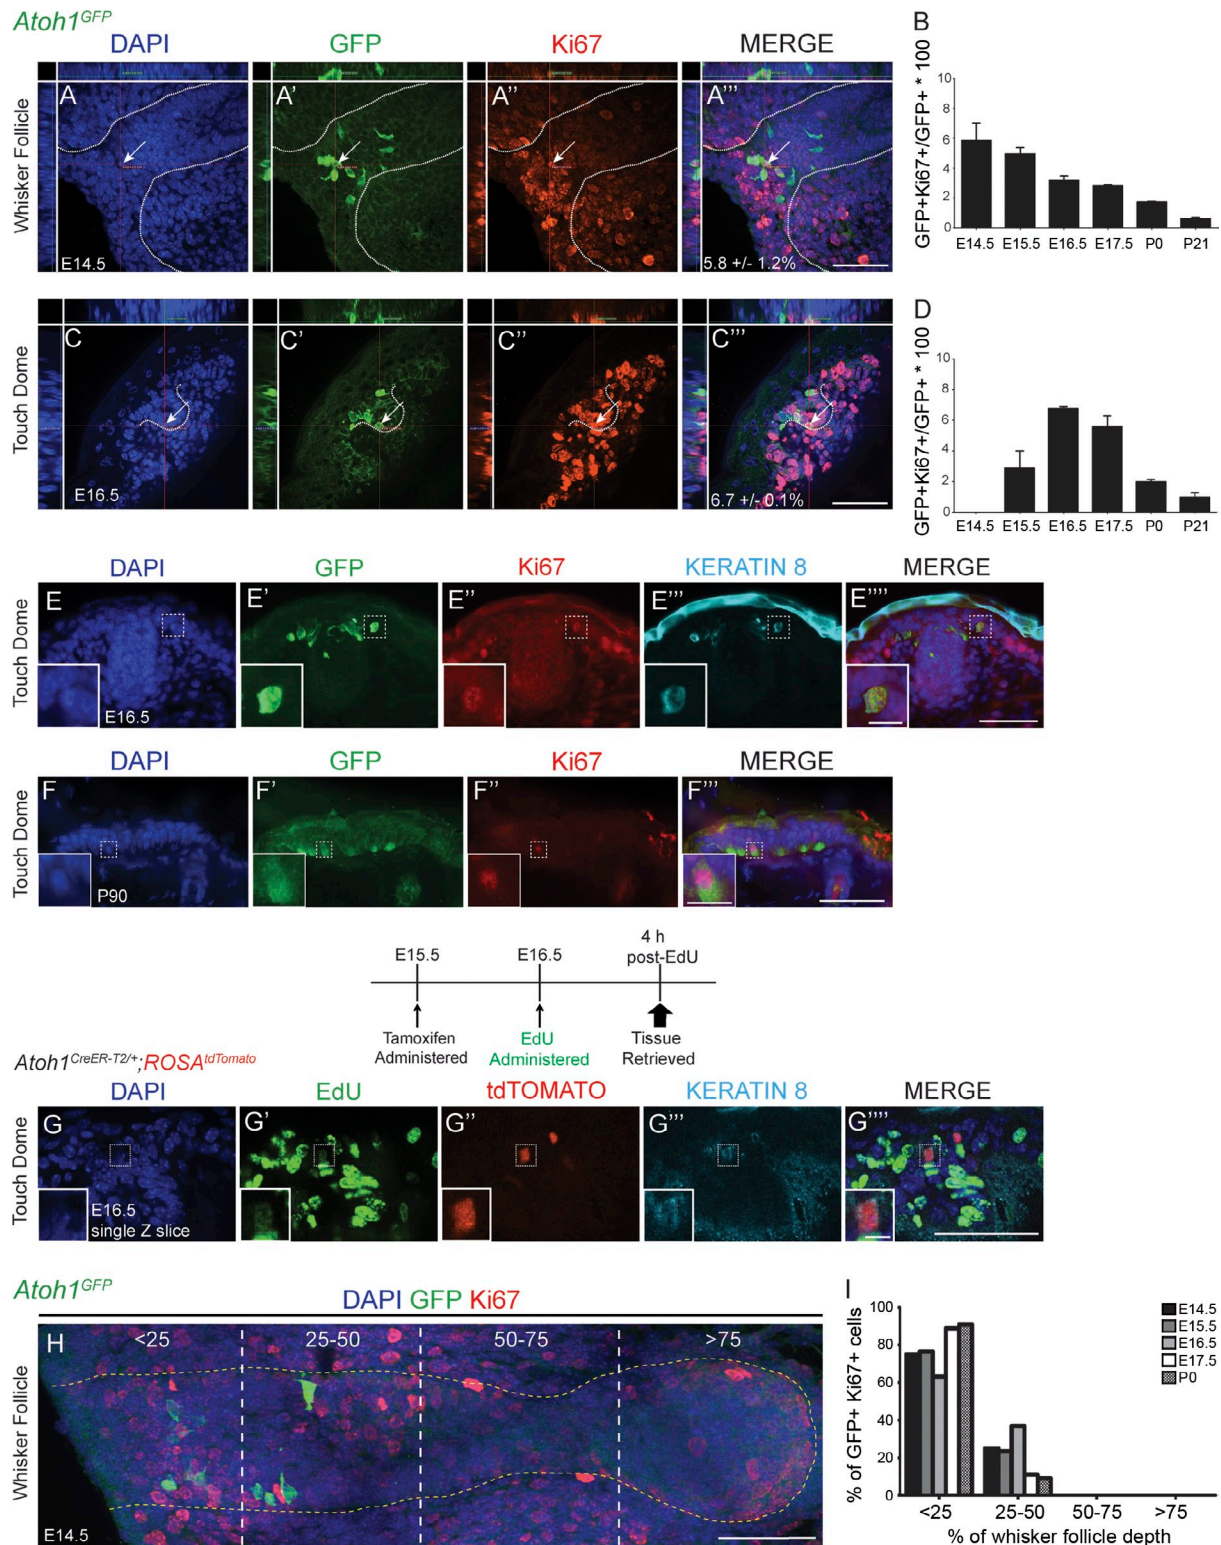 Atoh1GFP
DAPI GFP Ki67 MERGE
Whisker Follicle
A A' A'' A'''
E14.5
5.8 +/- 1.2%
B
GFP+Ki67+/GFP+ * 100
10
8
6
4
2
0
E14.5 E15.5 E16.5 E17.5 P0 P21
Touch Dome
C C' C'' C'''
E16.5
6.7 +/- 0.1%
D
GFP+Ki67+/GFP+ * 100
10
8
6
4
2
0
E14.5 E15.5 E16.5 E17.5 P0 P21
DAPI GFP Ki67 KERATIN 8 MERGE
Touch Dome
E E' E'' E''' E''''
E16.5
DAPI GFP Ki67 MERGE
Touch Dome
F F' F'' F'''
P90
E15.5 E16.5 4 h
post-EdU
Tamoxifen
Administered
EdU
Administered
Tissue
Retrieved
Atoh1CreER-T2/+;ROSAtdTomato
DAPI EdU tdTOMATO KERATIN 8 MERGE
Touch Dome
G G' G'' G''' G''''
E16.5
single Z slice
Atoh1GFP
DAPI GFP Ki67
Whisker Follicle
H <25 25-50 50-75 >75
E14.5
I
% of GFP+ Ki67+ cells
100
80
60
40
20
0
<25 25-50 50-75 >75
% of whisker follicle depth
E14.5
E15.5
E16.5
E17.5
P0